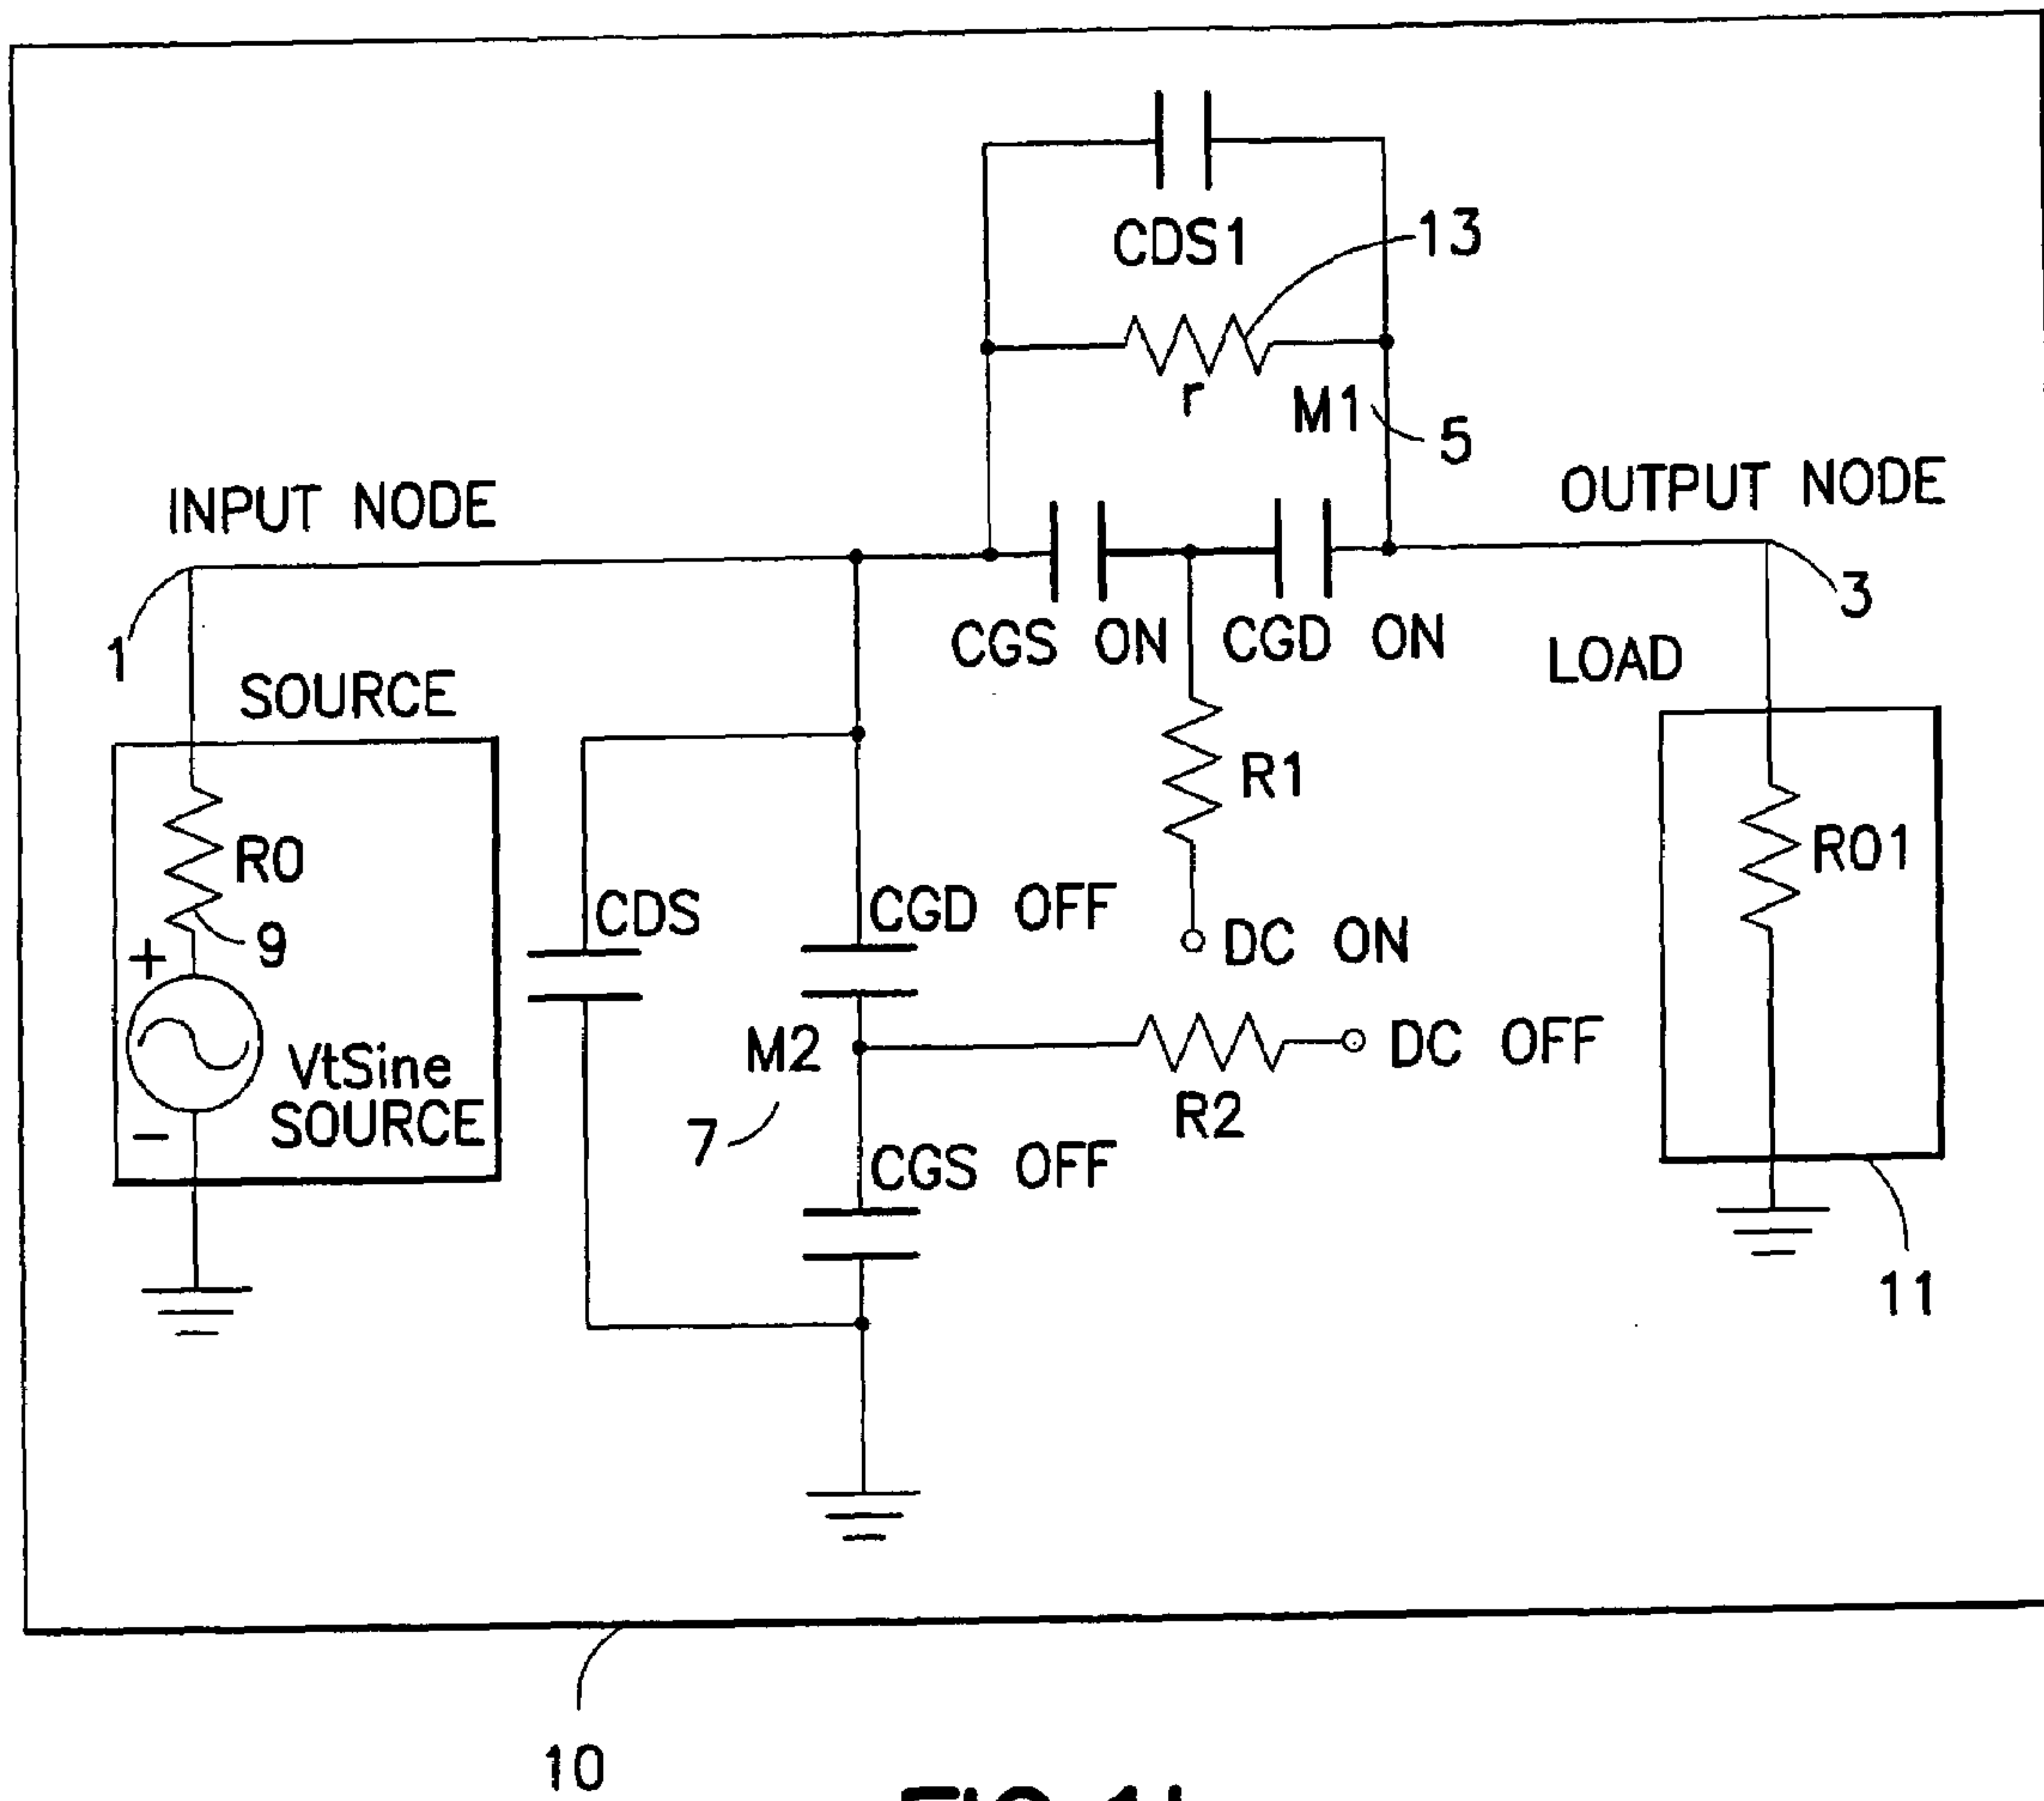 CDS1
13
r
M1
5
INPUT NODE
OUTPUT NODE
1
3
CGS ON
CGD ON
LOAD
SOURCE
R1
R0
RO1
9
CDS
CGD OFF
+
DC ON
M2
DC OFF
VtSine
SOURCE
R2
7
−
CGS OFF
11
10